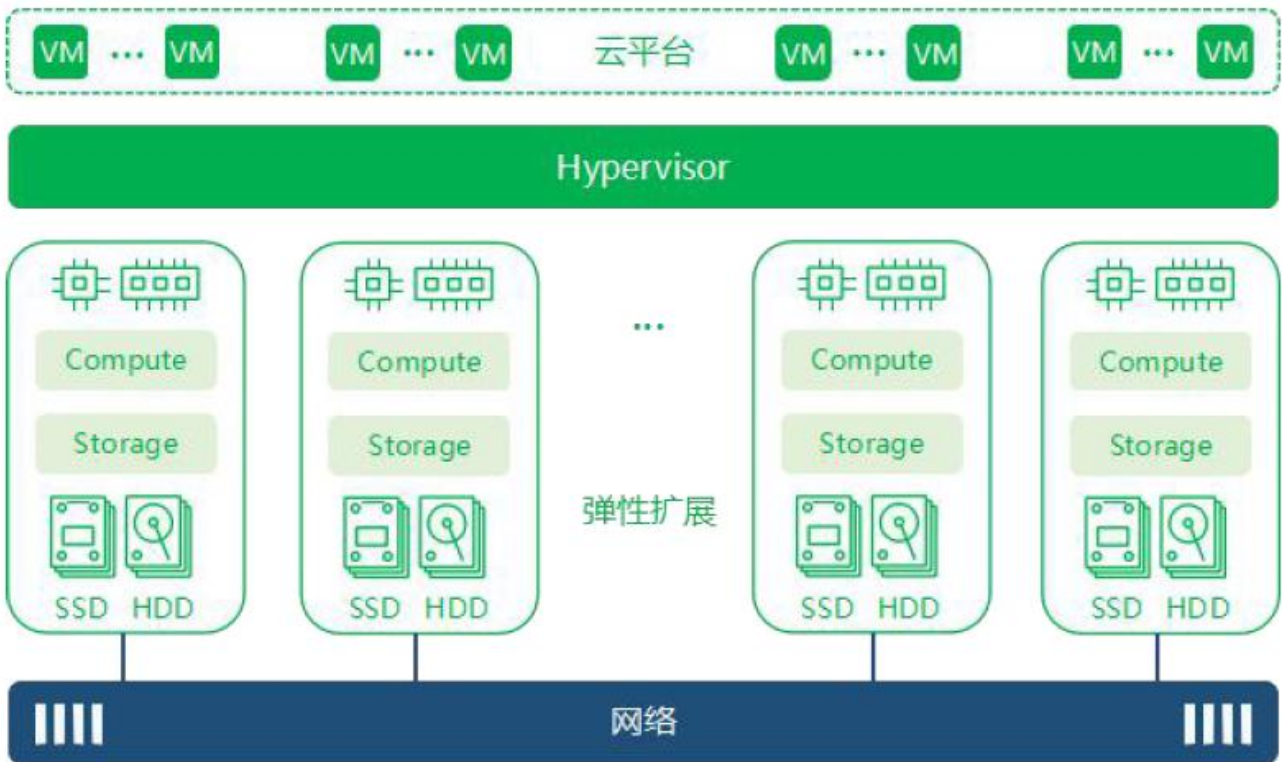 VM ... VM VM ... VM 云平台 VM ... VM VM ... VM
Hypervisor
...
Compute Compute Compute Compute
Storage Storage Storage Storage
弹性扩展
SSD HDD SSD HDD SSD HDD SSD HDD
网络